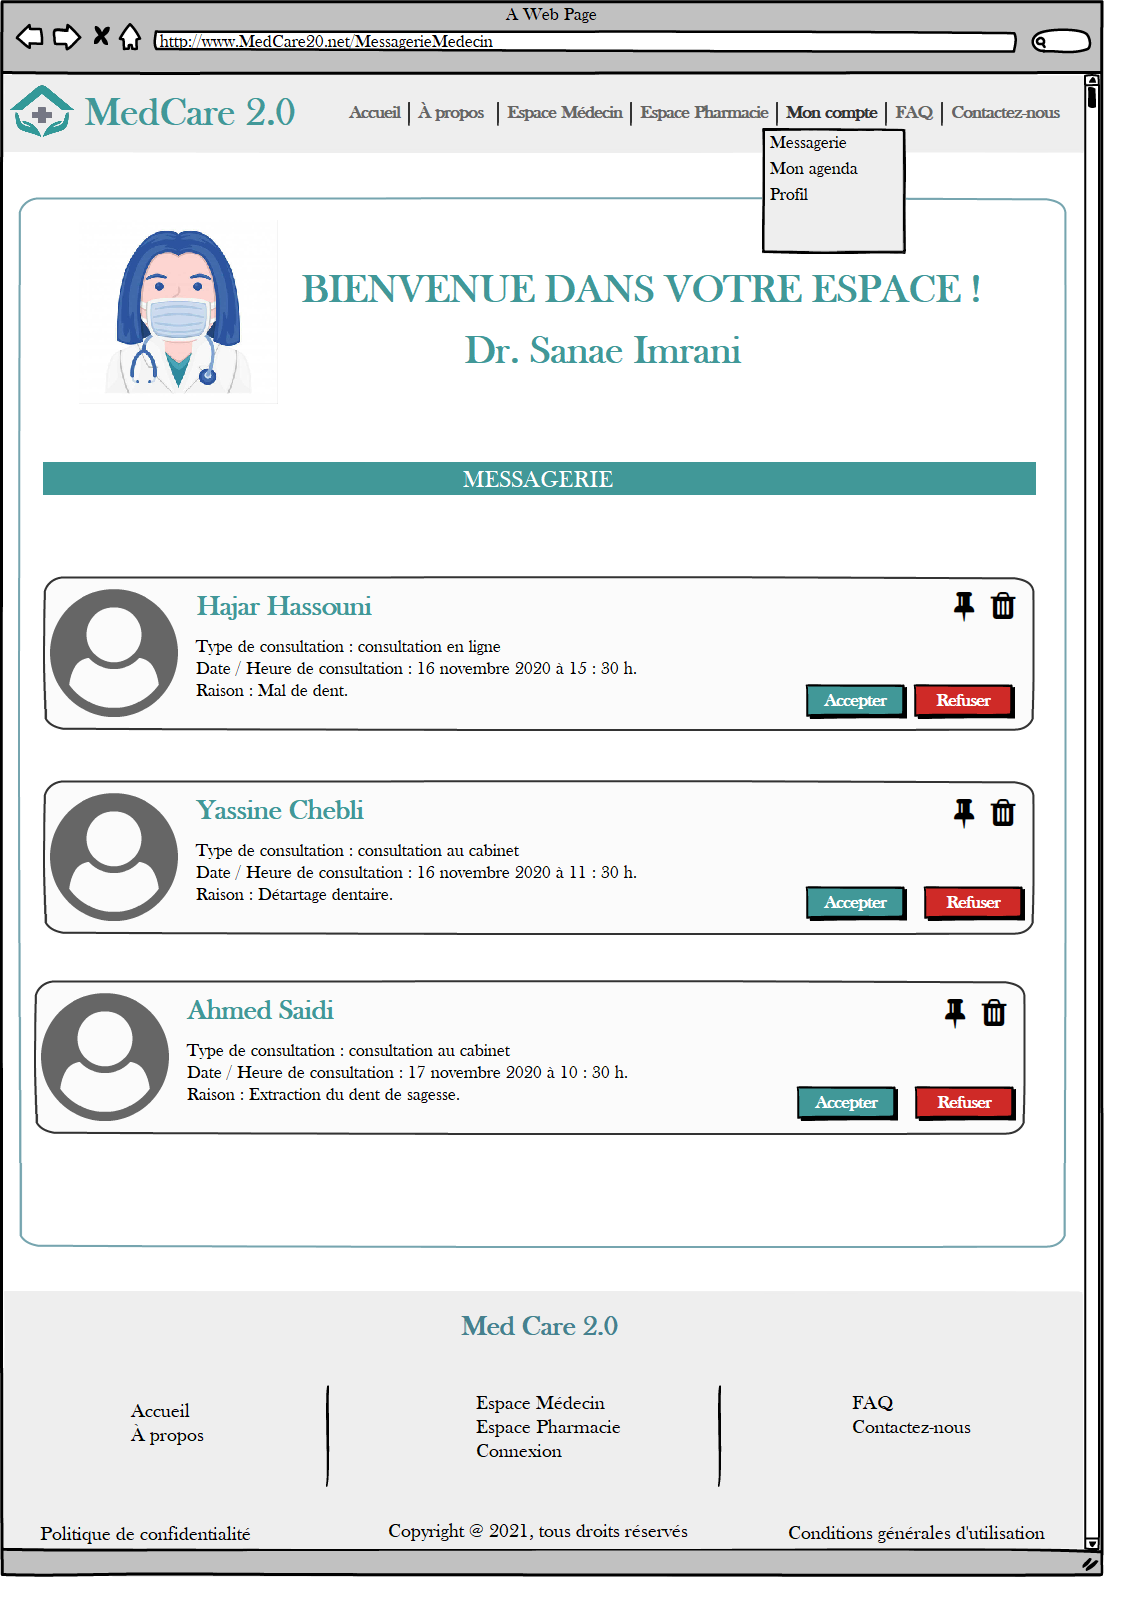 A Web Page
http://www.MedCare20.net/MessagerieMedecin
MedCare 2.0
Accueil | À propos | Espace Médecin | Espace Pharmacie | Mon compte | FAQ | Contactez-nous
Messagerie
Mon agenda
Profil
BIENVENUE DANS VOTRE ESPACE !
Dr. Sanae Imrani
MESSAGERIE
Hajar Hassouni
Type de consultation : consultation en ligne
Date / Heure de consultation : 16 novembre 2020 à 15 : 30 h.
Raison : Mal de dent.
Accepter Refuser
Yassine Chebli
Type de consultation : consultation au cabinet
Date / Heure de consultation : 16 novembre 2020 à 11 : 30 h.
Raison : Détartage dentaire.
Accepter Refuser
Ahmed Saidi
Type de consultation : consultation au cabinet
Date / Heure de consultation : 17 novembre 2020 à 10 : 30 h.
Raison : Extraction du dent de sagesse.
Accepter Refuser
Med Care 2.0
Accueil
À propos
Espace Médecin
Espace Pharmacie
Connexion
FAQ
Contactez-nous
Politique de confidentialité
Copyright @ 2021, tous droits réservés
Conditions générales d'utilisation